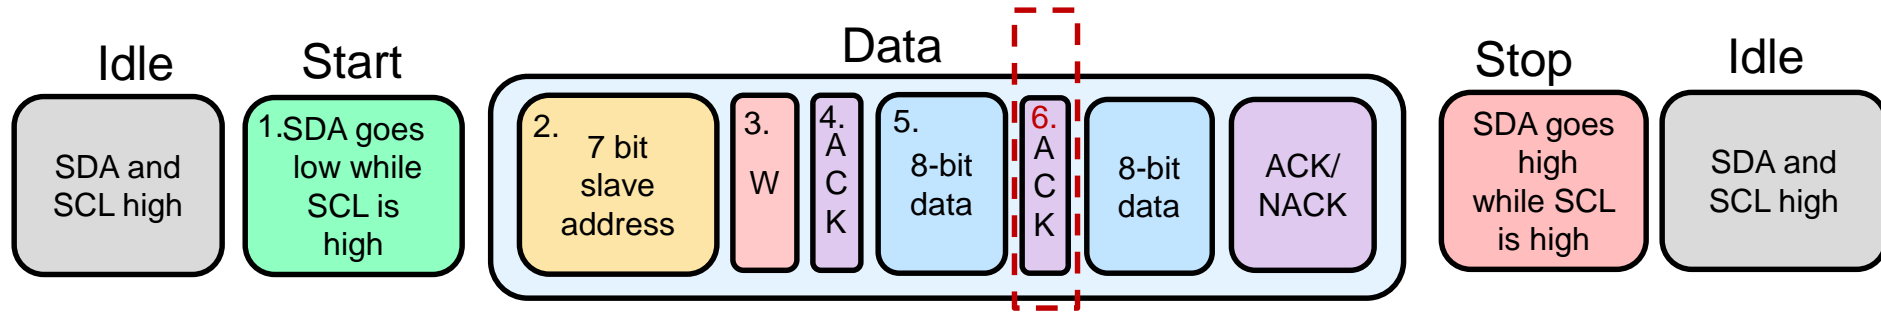 Idle
Start
Data
Stop
Idle
SDA and
SCL high
1.SDA goes
low while
SCL is
high
2.
7 bit
slave
address
3.
W
4.
A
C
K
5.
8-bit
data
6.
A
C
K
8-bit
data
ACK/
NACK
SDA goes
high
while SCL
is high
SDA and
SCL high